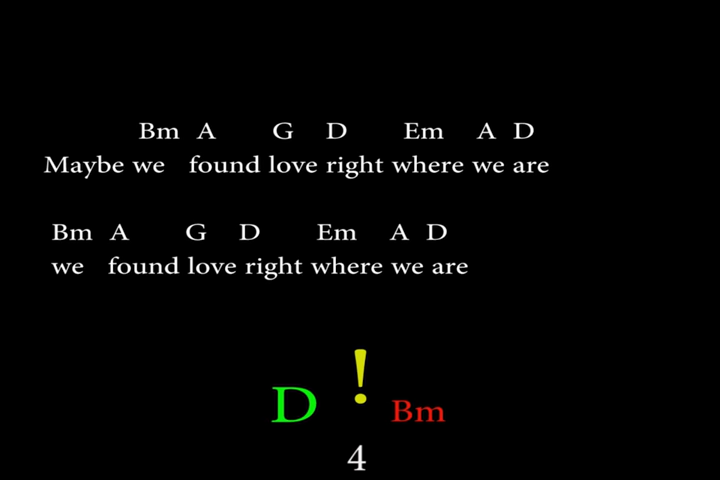 Bm A G D Em A D
Maybe we found love right where we are
Bm A G D Em A D
we found love right where we are
D ! Bm
4